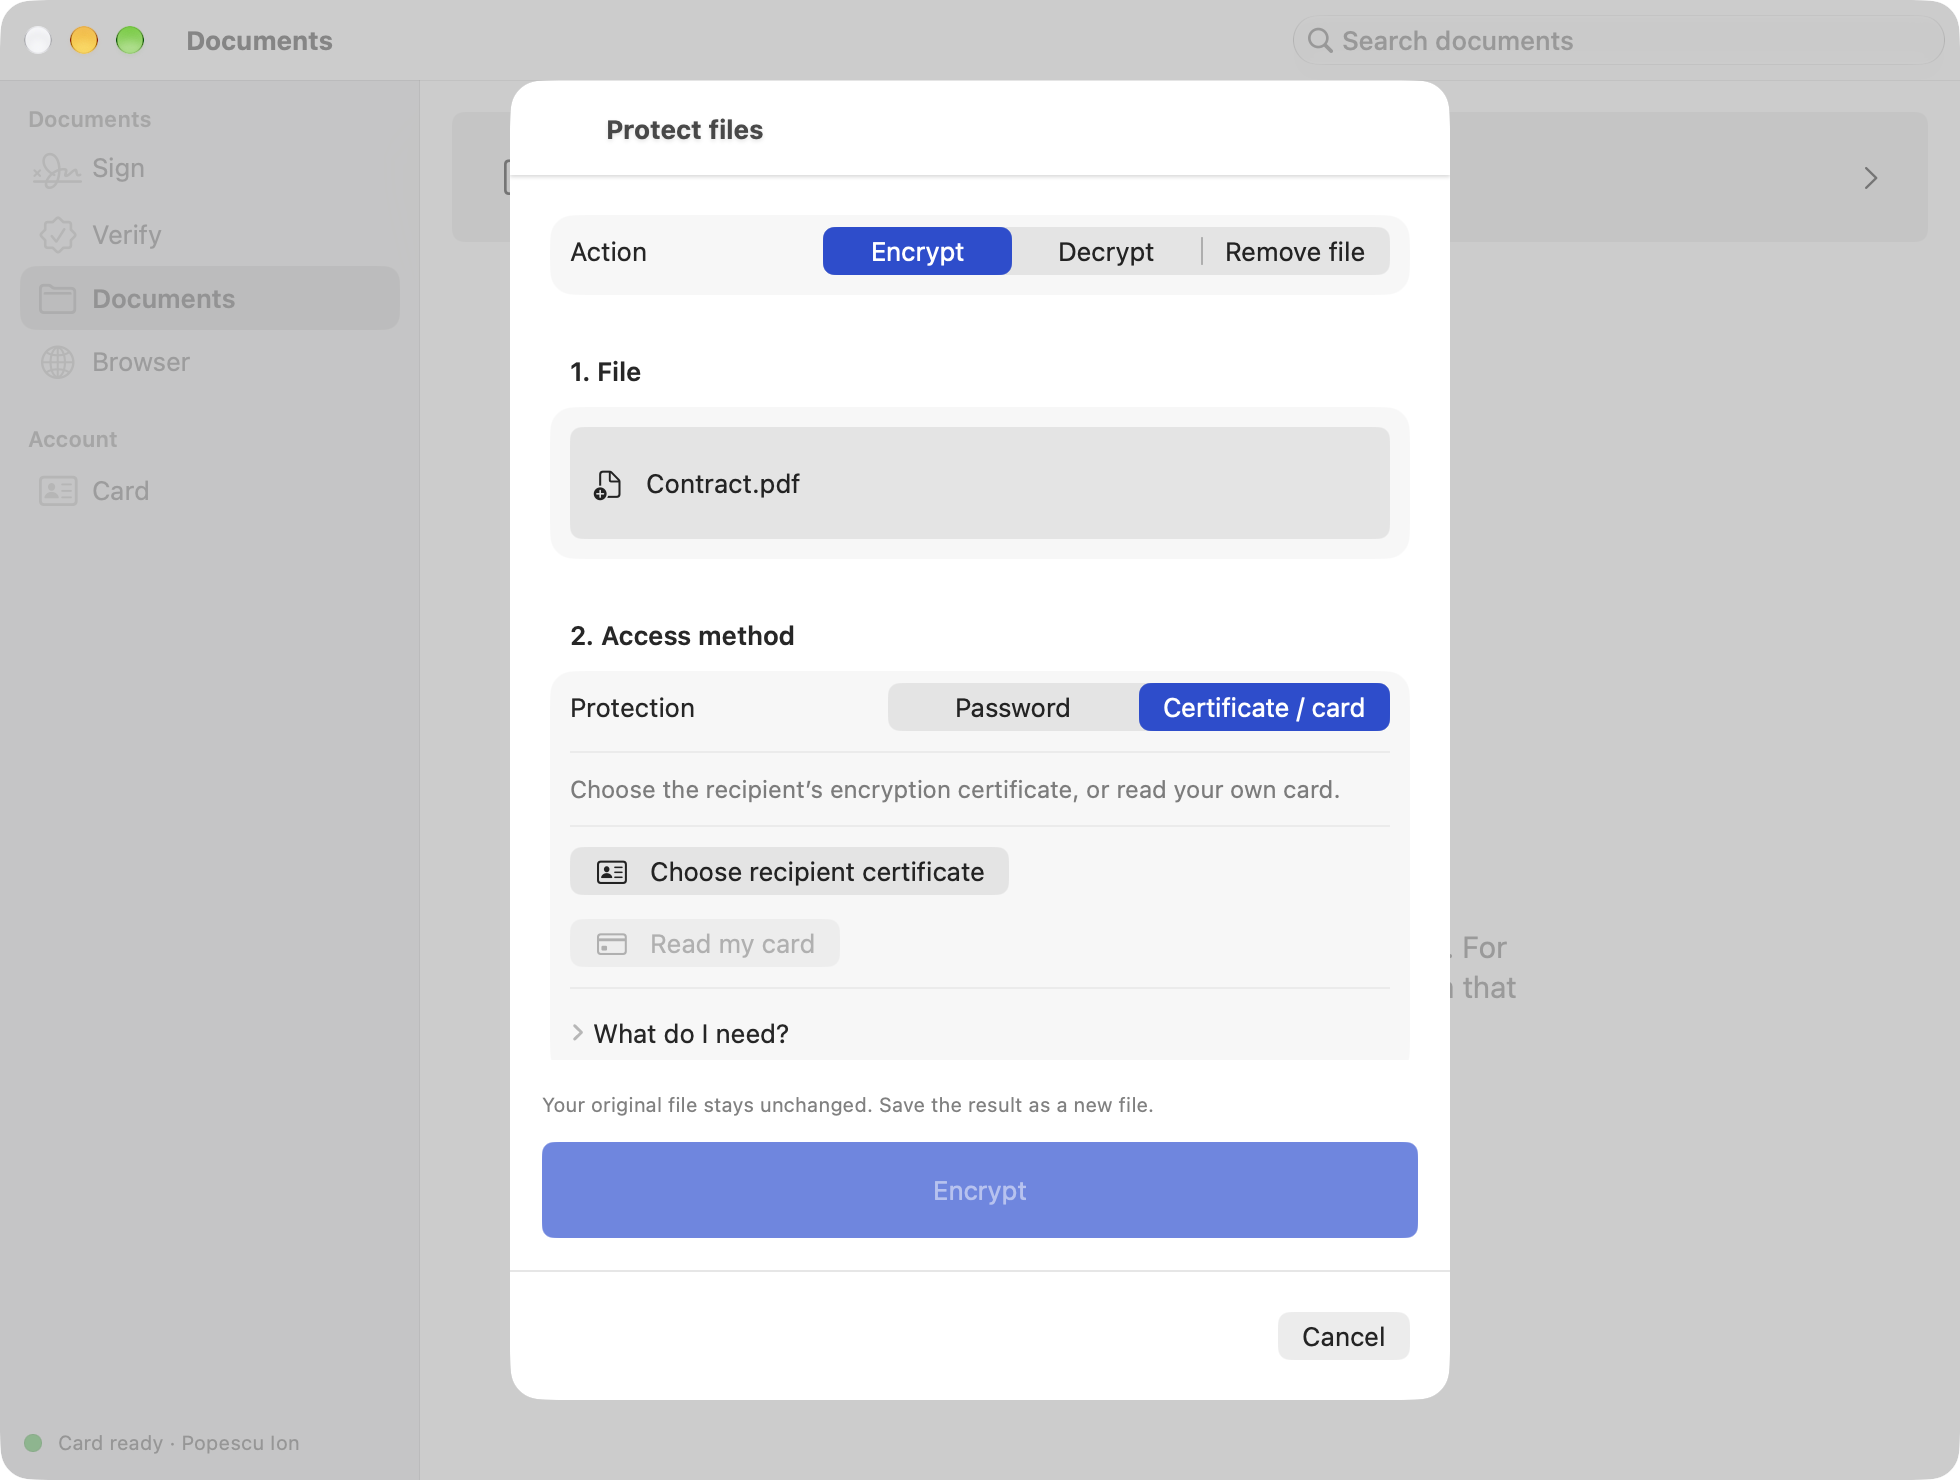 Documents
Search documents
Documents
Sign
Verify
Documents
Browser
Account
Card
Card ready · Popescu Ion
Protect files
Action
Encrypt
Decrypt
Remove file
1. File
Contract.pdf
2. Access method
Protection
Password
Certificate / card
Choose the recipient’s encryption certificate, or read your own card.
Choose recipient certificate
Read my card
What do I need?
Your original file stays unchanged. Save the result as a new file.
Encrypt
Cancel
. For
that